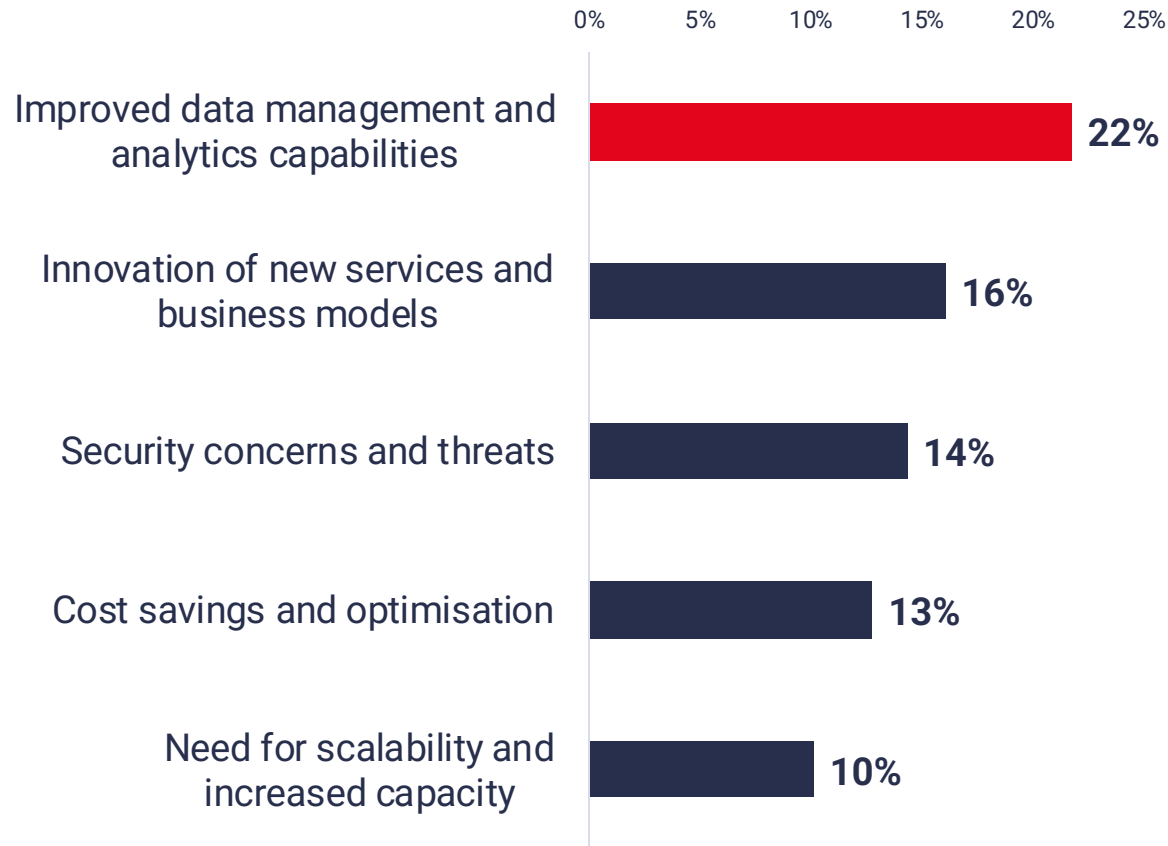 0% 5% 10% 15% 20% 25%
Improved data management and
analytics capabilities
22%
Innovation of new services and
business models
16%
Security concerns and threats
14%
Cost savings and optimisation
13%
Need for scalability and
increased capacity
10%